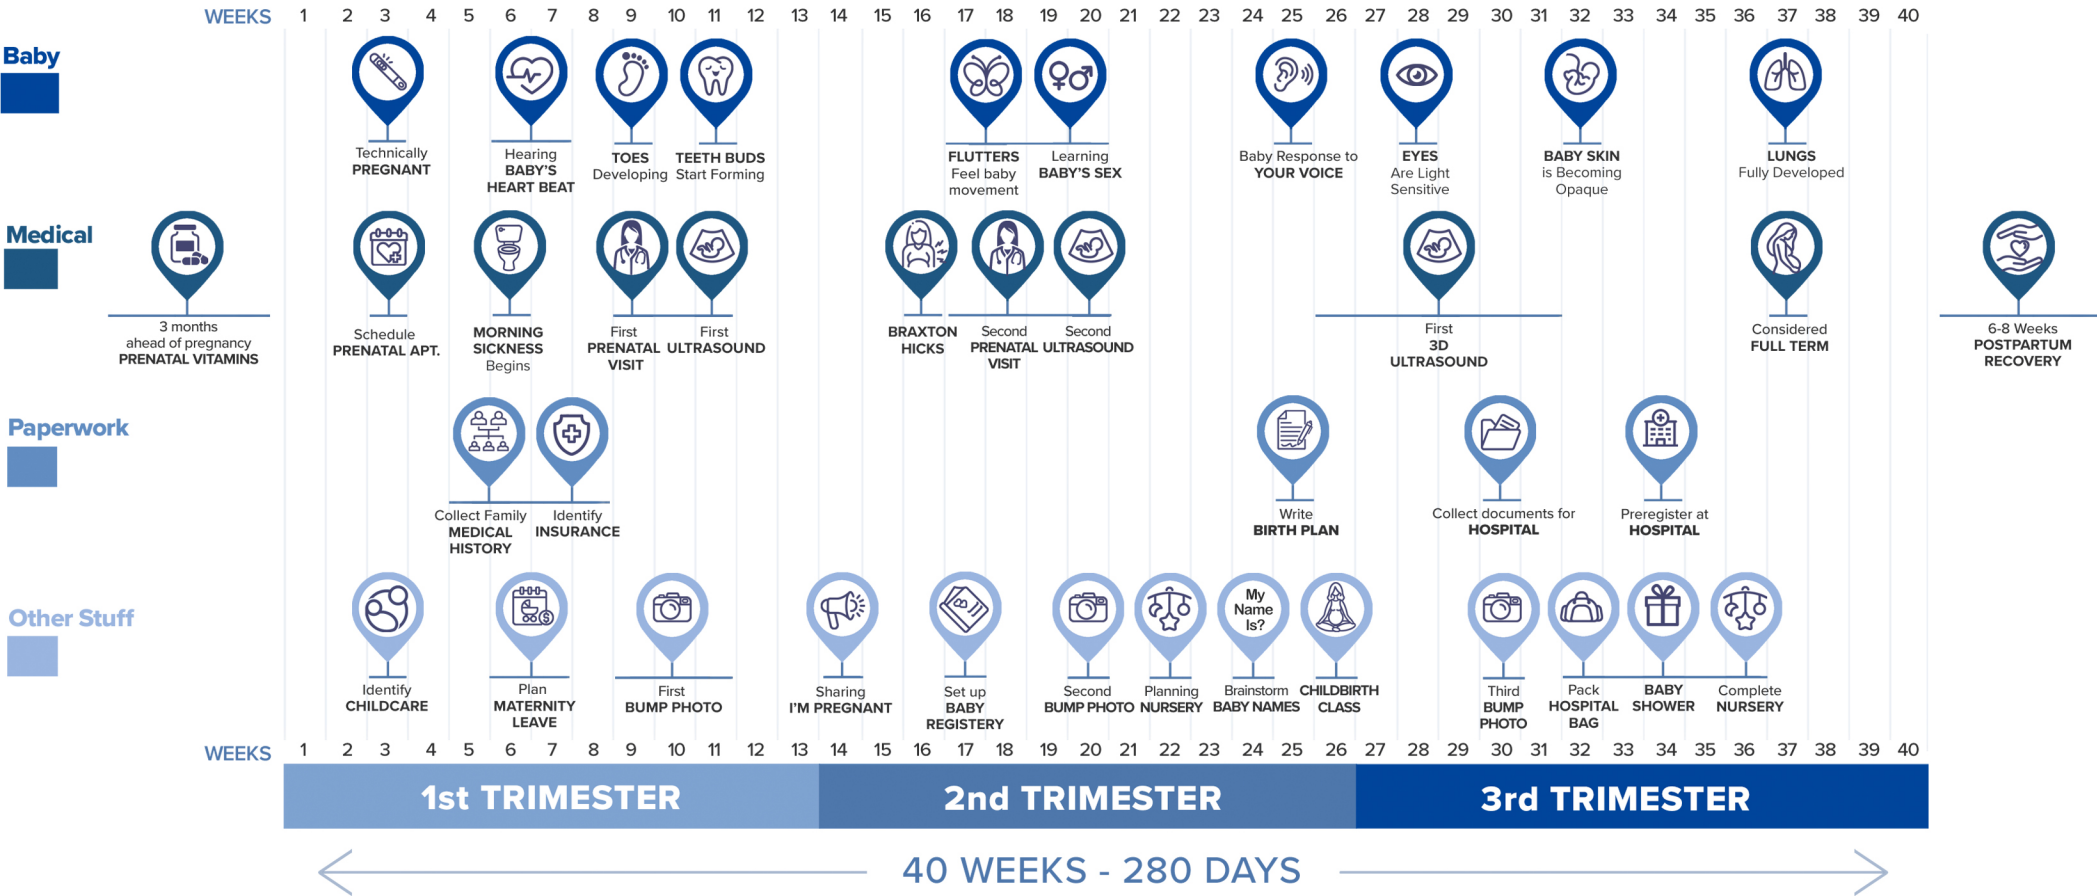 WEEKS 1 2 3 4 5 6 7 8 9 10 11 12 13 14 15 16 17 18 19 20 21 22 23 24 25 26 27 28 29 30 31 32 33 34 35 36 37 38 39 40
Baby
Technically
PREGNANT
Hearing
BABY'S
HEART BEAT
TOES
Developing
TEETH BUDS
Start Forming
FLUTTERS
Feel baby
movement
Learning
BABY'S SEX
Baby Response to
YOUR VOICE
EYES
Are Light
Sensitive
BABY SKIN
is Becoming
Opaque
LUNGS
Fully Developed
Medical
3 months
ahead of pregnancy
PRENATAL VITAMINS
Schedule
PRENATAL APT.
MORNING
SICKNESS
Begins
First
PRENATAL
VISIT
First
ULTRASOUND
BRAXTON
HICKS
Second
PRENATAL
VISIT
Second
ULTRASOUND
First
3D
ULTRASOUND
Considered
FULL TERM
6-8 Weeks
POSTPARTUM
RECOVERY
Paperwork
Collect Family
MEDICAL
HISTORY
Identify
INSURANCE
Write
BIRTH PLAN
Collect documents for
HOSPITAL
Preregister at
HOSPITAL
Other Stuff
Identify
CHILDCARE
Plan
MATERNITY
LEAVE
First
BUMP PHOTO
Sharing
I'M PREGNANT
Set up
BABY
REGISTERY
Second
BUMP PHOTO
Planning
NURSERY
My
Name
Is?
Brainstorm
BABY NAMES
CHILDBIRTH
CLASS
Third
BUMP
PHOTO
Pack
HOSPITAL
BAG
BABY
SHOWER
Complete
NURSERY
WEEKS 1 2 3 4 5 6 7 8 9 10 11 12 13 14 15 16 17 18 19 20 21 22 23 24 25 26 27 28 29 30 31 32 33 34 35 36 37 38 39 40
1st TRIMESTER
2nd TRIMESTER
3rd TRIMESTER
40 WEEKS - 280 DAYS